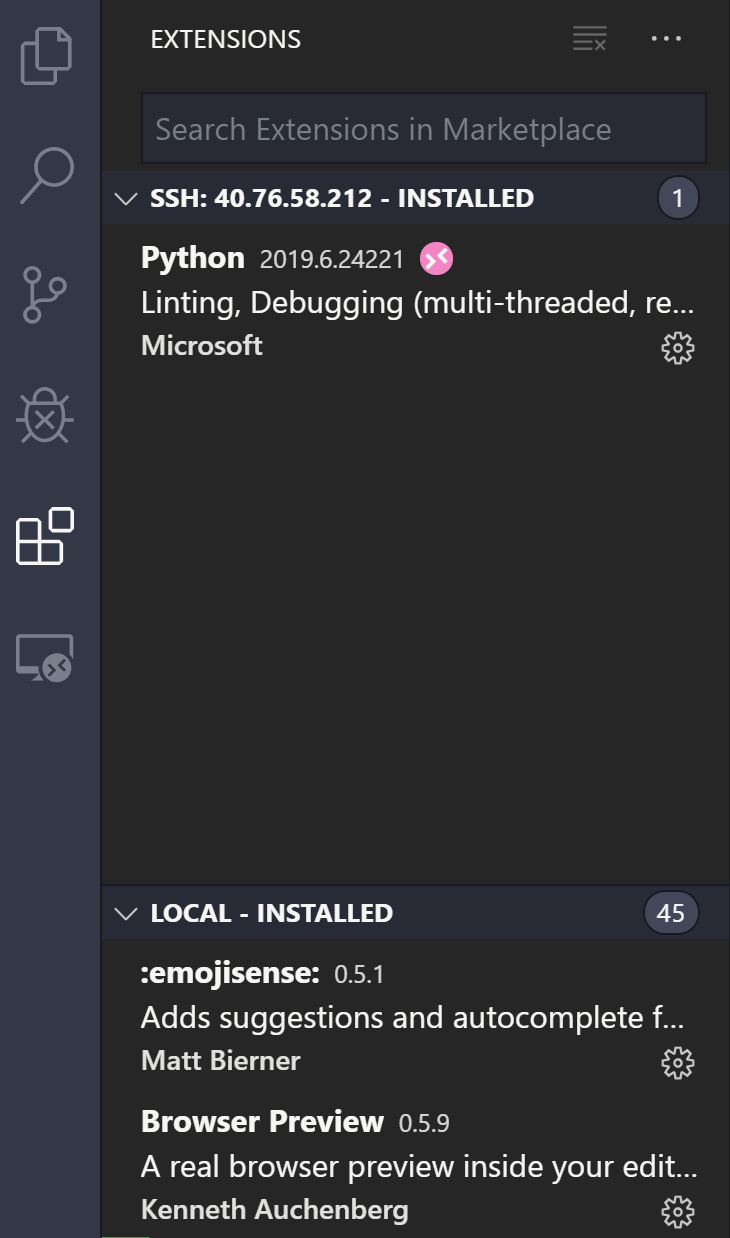 EXTENSIONS
Search Extensions in Marketplace
SSH: 40.76.58.212 - INSTALLED 1
Python 2019.6.24221
Linting, Debugging (multi-threaded, re...
Microsoft
LOCAL - INSTALLED 45
:emojisense: 0.5.1
Adds suggestions and autocomplete f...
Matt Bierner
Browser Preview 0.5.9
A real browser preview inside your edit...
Kenneth Auchenberg